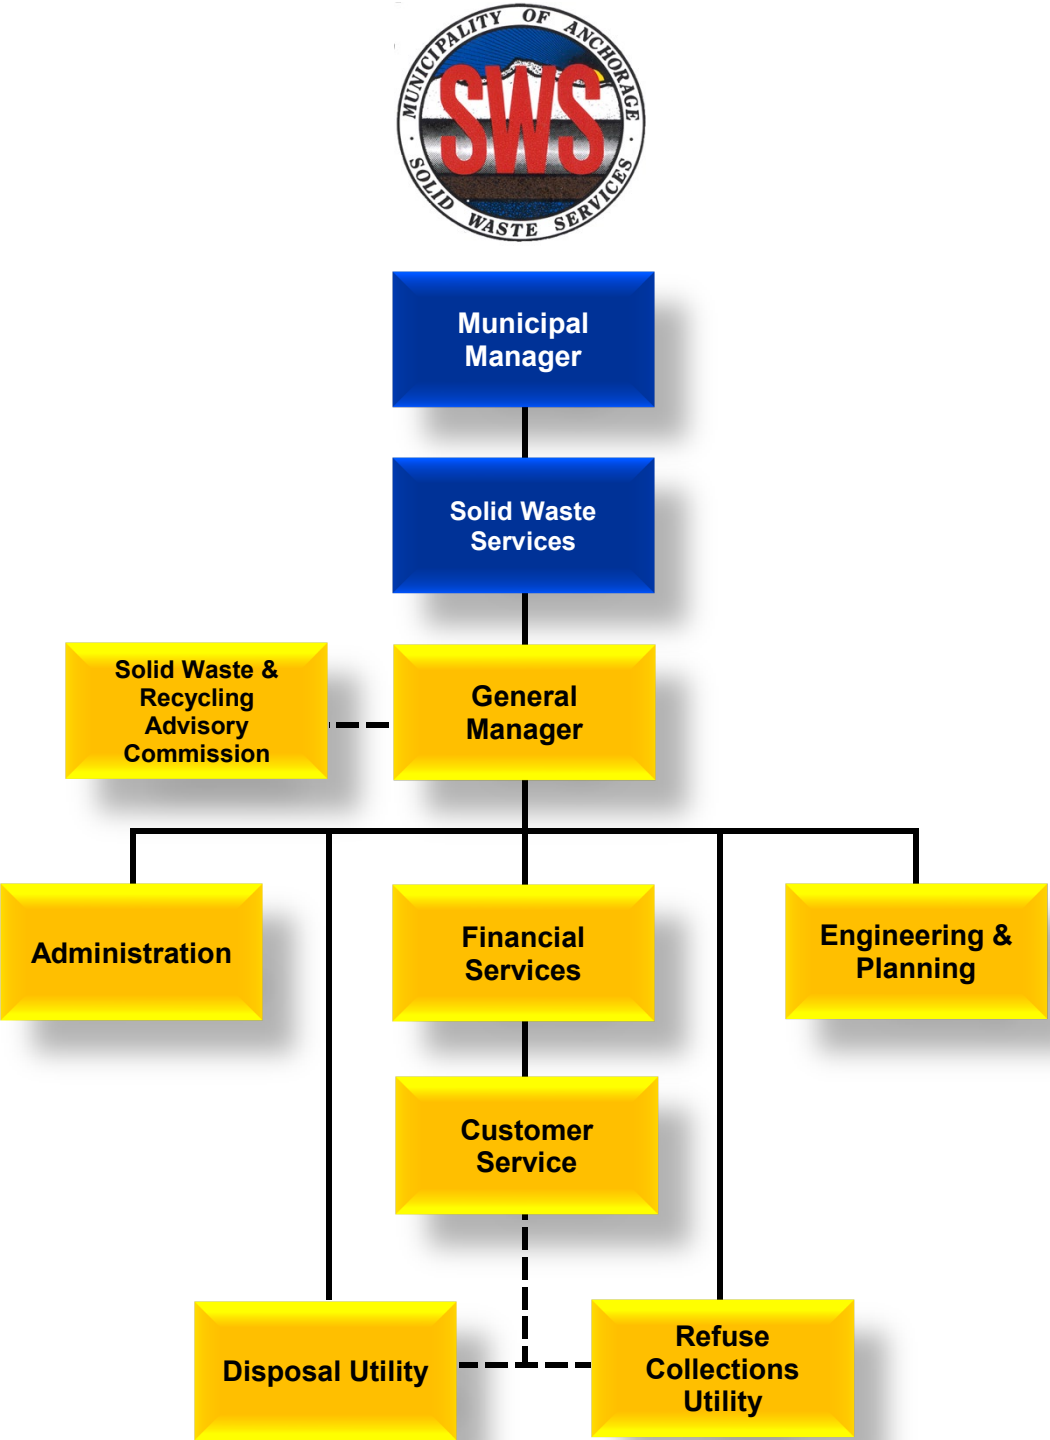 MUNICIPALITY OF ANCHORAGE
SWS
SOLID WASTE SERVICES
Municipal
Manager
Solid Waste
Services
Solid Waste &
Recycling
Advisory
Commission
General
Manager
Administration
Financial
Services
Engineering &
Planning
Customer
Service
Disposal Utility
Refuse
Collections
Utility